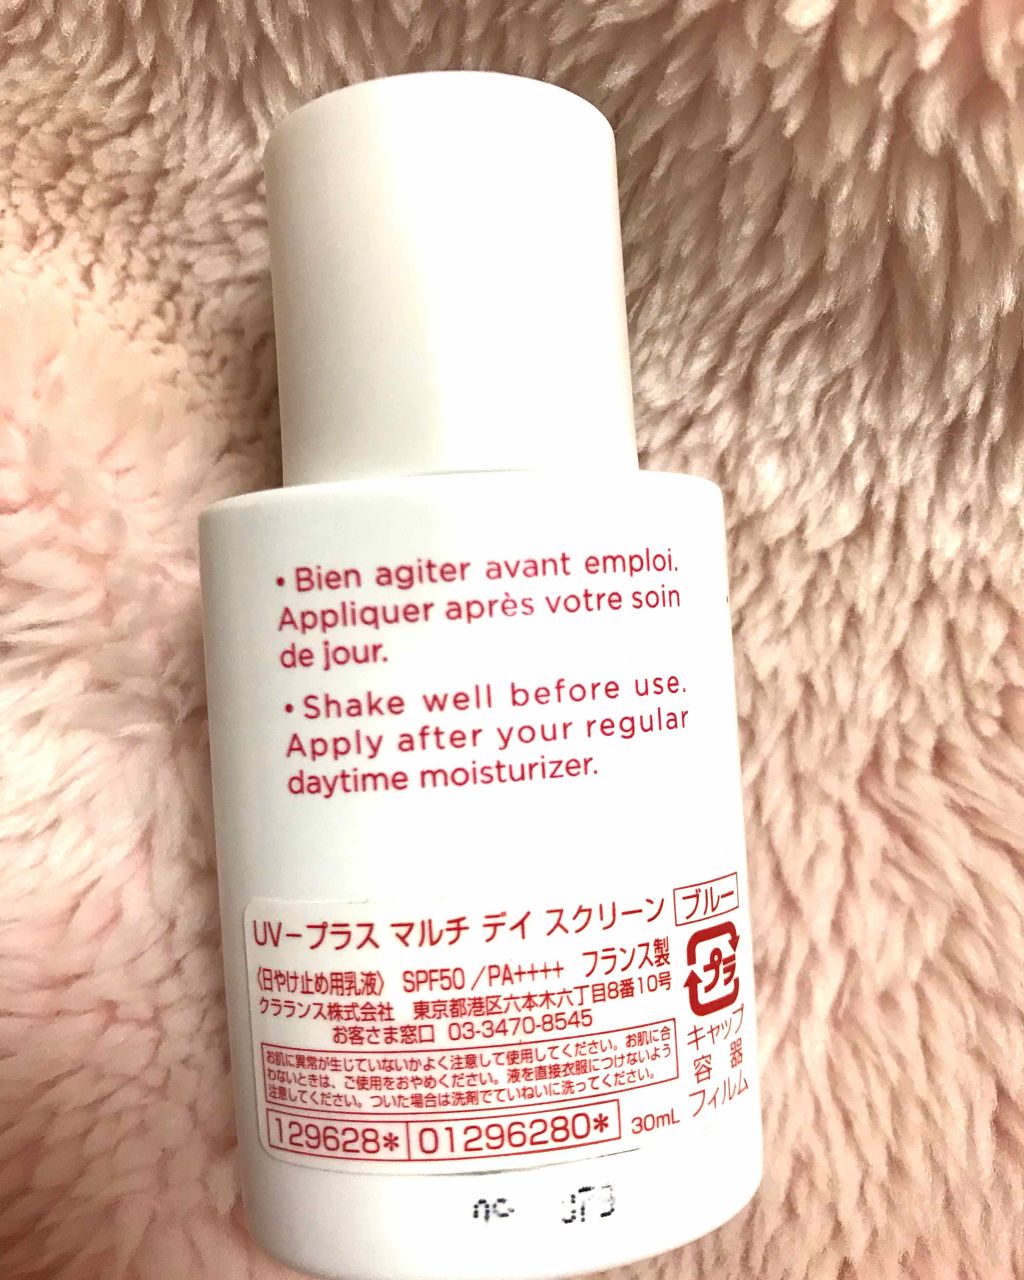 • Bien agiter avant emploi.
Appliquer après votre soin
de jour.
• Shake well before use.
Apply after your regular
daytime moisturizer.
UV-プラス マルチ デイ スクリーン ブルー
〈日やけ止め用乳液〉 SPF50 /PA++++ フランス製
クラランス株式会社 東京都港区六本木六丁目8番10号
お客さま窓口 03-3470-8545
お肌に異常が生じていないかよく注意して使用してください。お肌に合
わないときは、ご使用をおやめください。液を直接衣服につけないよう
注意してください。ついた場合は洗剤でていねいに洗ってください。
129628* 01296280* 30mL
プラ
キャップ
容器
フィルム